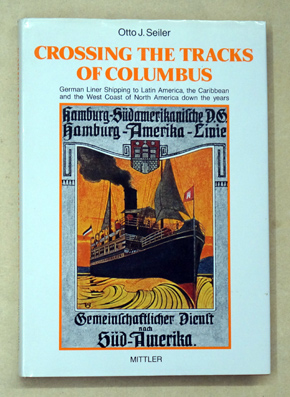 Otto J. Seiler
CROSSING THE TRACKS
OF COLUMBUS
German Liner Shipping to Latin America, the Caribbean
and the West Coast of North America down the years
Hamburg-Südamerikanische D.G.
Hamburg-Amerika-Linie
Gemeinschaftlicher Dienst
nach
Süd-Amerika.
MITTLER